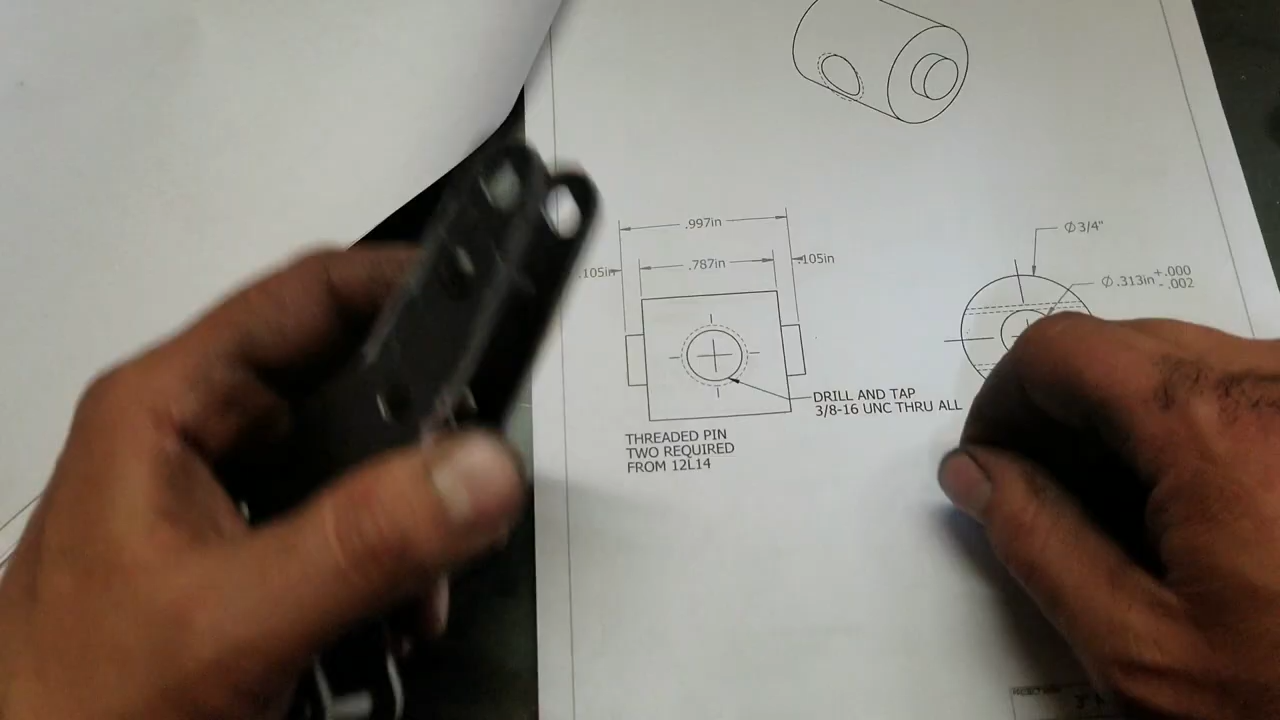 .997in
Ø3/4"
.105in
.787in
.105in
Ø.313in +.000
-.002
DRILL AND TAP
3/8-16 UNC THRU ALL
THREADED PIN
TWO REQUIRED
FROM 12L14